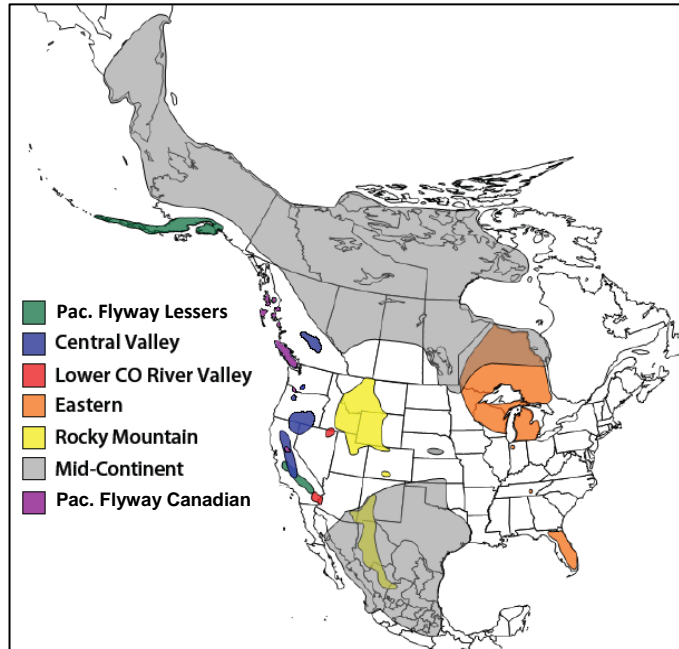 Pac. Flyway Lessers
Central Valley
Lower CO River Valley
Eastern
Rocky Mountain
Mid-Continent
Pac. Flyway Canadian